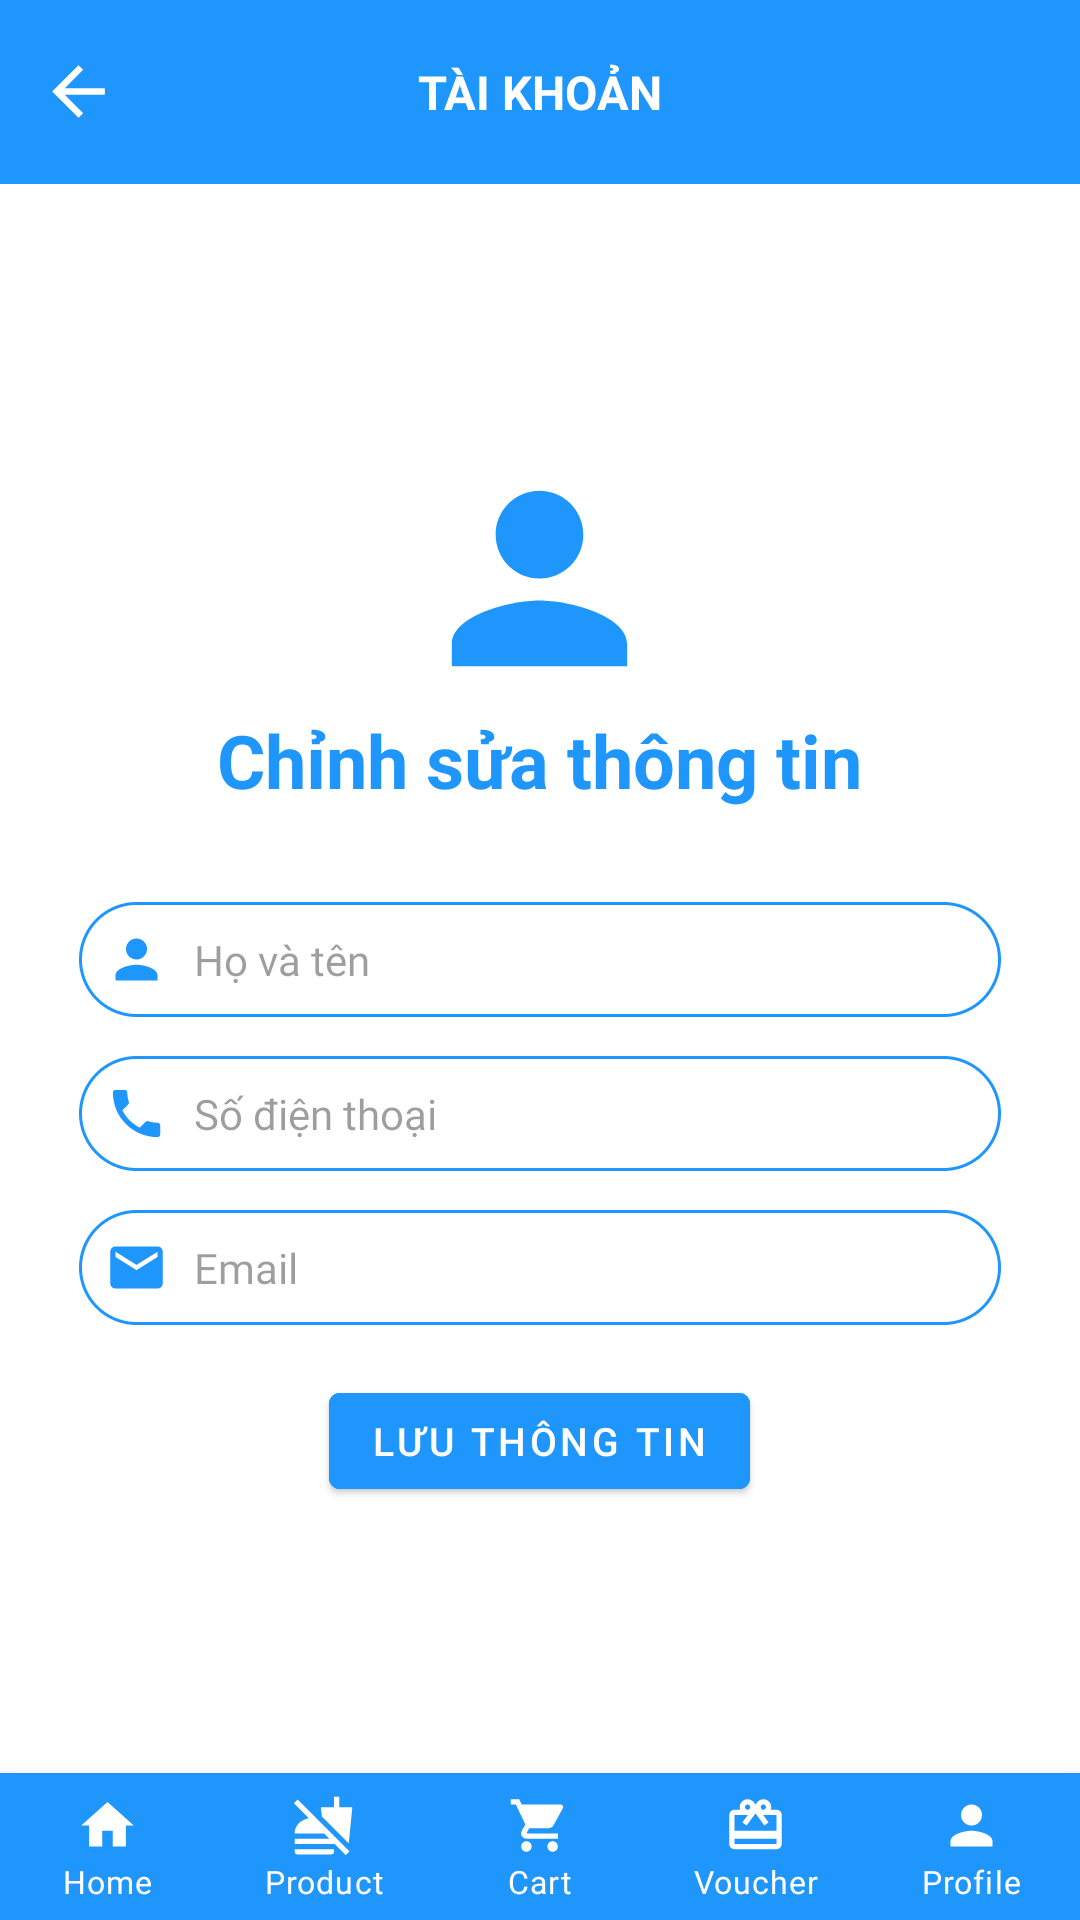 TÀI KHOẢN
Chỉnh sửa thông tin
Họ và tên
Số điện thoại
Email
LƯU THÔNG TIN
Home
Product
Cart
Voucher
Profile